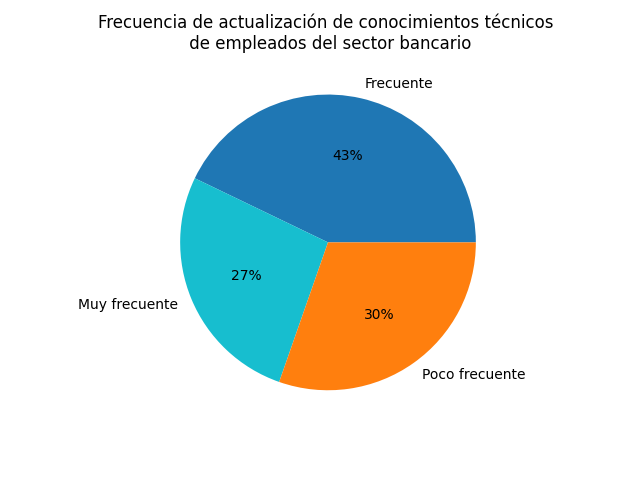 Frecuencia de actualización de conocimientos técnicos
de empleados del sector bancario
Frecuente
43%
Muy frecuente
27%
30%
Poco frecuente